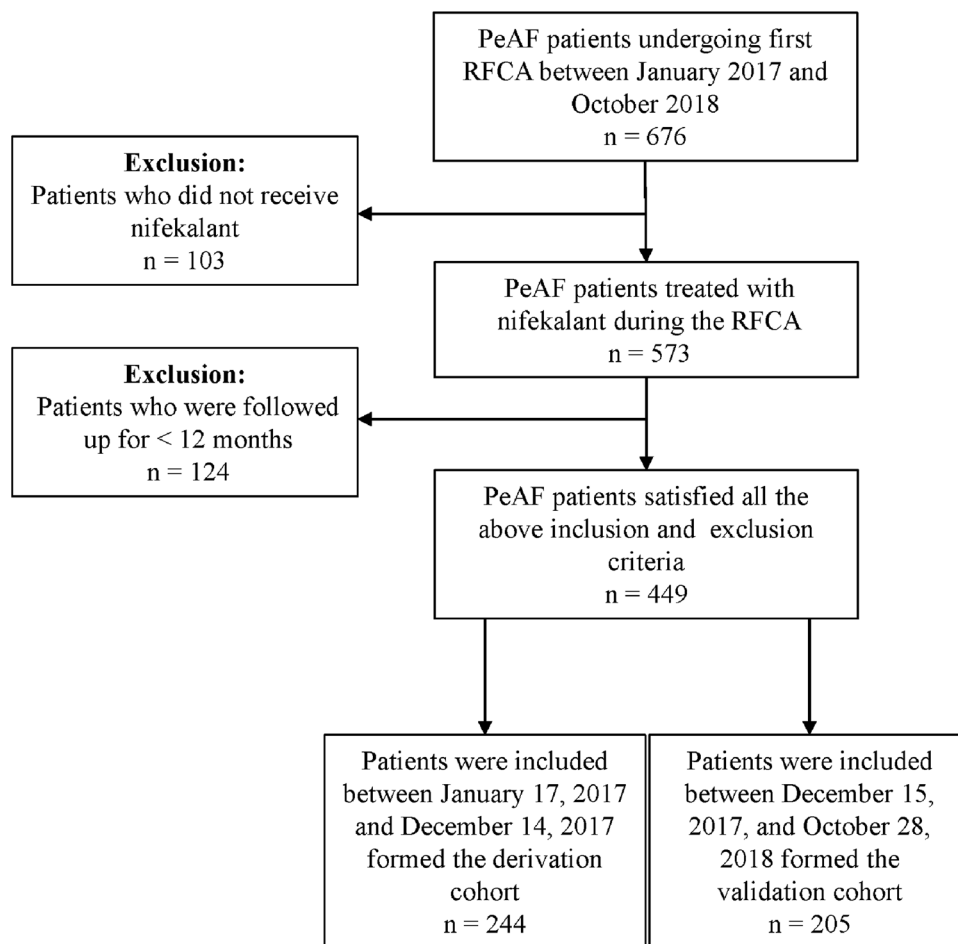 PeAF patients undergoing first
RFCA between January 2017 and
October 2018
n = 676
Exclusion:
Patients who did not receive
nifekalant
n = 103
PeAF patients treated with
nifekalant during the RFCA
n = 573
Exclusion:
Patients who were followed
up for < 12 months
n = 124
PeAF patients satisfied all the
above inclusion and exclusion
criteria
n = 449
Patients were included
between January 17, 2017
and December 14, 2017
formed the derivation
cohort
n = 244
Patients were included
between December 15,
2017, and October 28,
2018 formed the
validation cohort
n = 205